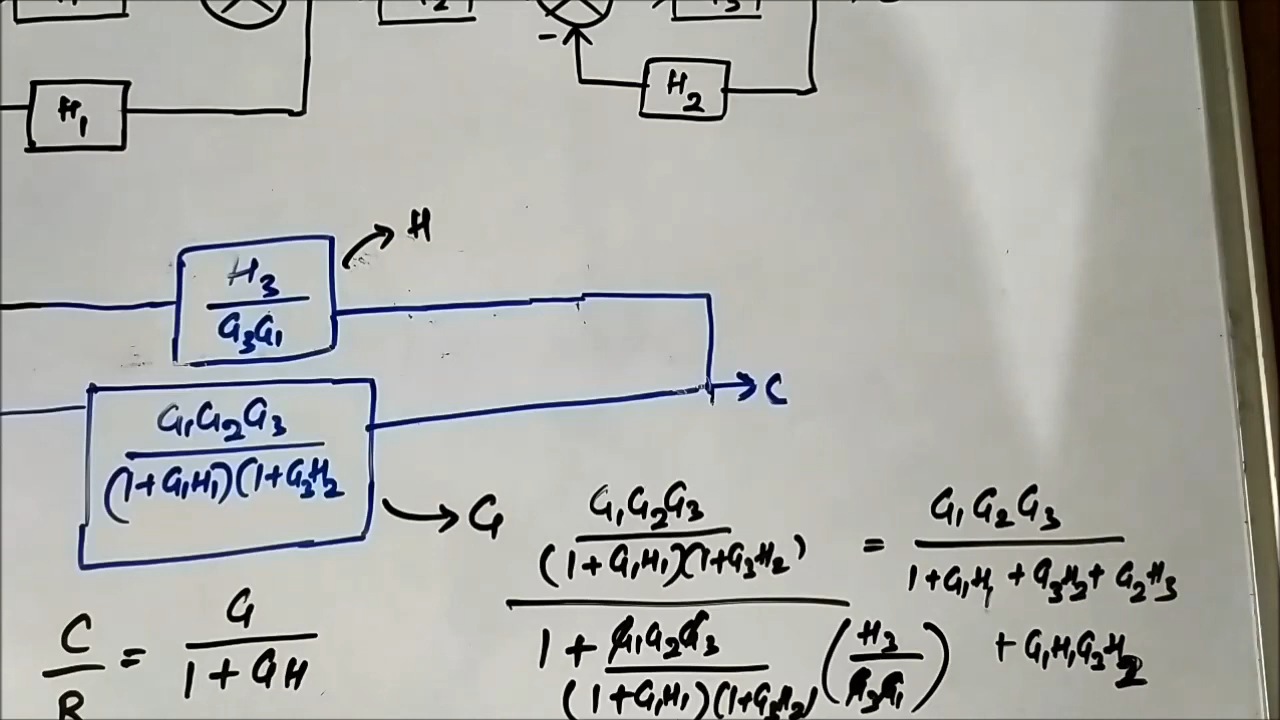 -
H₂
H₁
H
H₃
G₃G₁
C
G₁G₂G₃
(1+G₁H₁)(1+G₃H₂
G
C
R
=
G
1+GH
G₁G₂G₃
(1+G₁H₁)(1+G₃H₂)
1+ G₁G₂G₃
(1+G₁H₁)(1+G₃H₂)
(H₃
G₃G₁)
=
G₁G₂G₃
1+G₁H₁+G₃H₂+G₂H₃
+G₁H₁G₃H₂